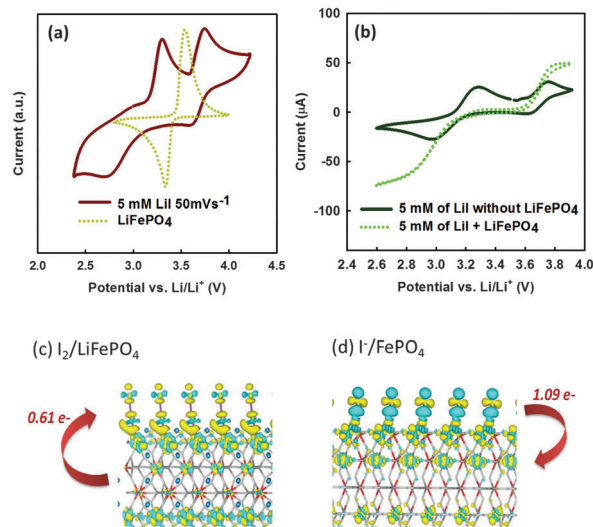 (a)
Current (a.u.)
5 mM LiI 50mVs⁻¹
LiFePO4
2.0 2.5 3.0 3.5 4.0 4.5
Potential vs. Li/Li⁺ (V)
(b)
Current (μA)
100
50
0
-50
-100
5 mM of LiI without LiFePO4
5 mM of LiI + LiFePO4
2.4 2.6 2.8 3.0 3.2 3.4 3.6 3.8 4.0
Potential vs. Li/Li⁺ (V)
(c) I₂/LiFePO₄
0.61 e-
(d) I⁻/FePO₄
1.09 e-